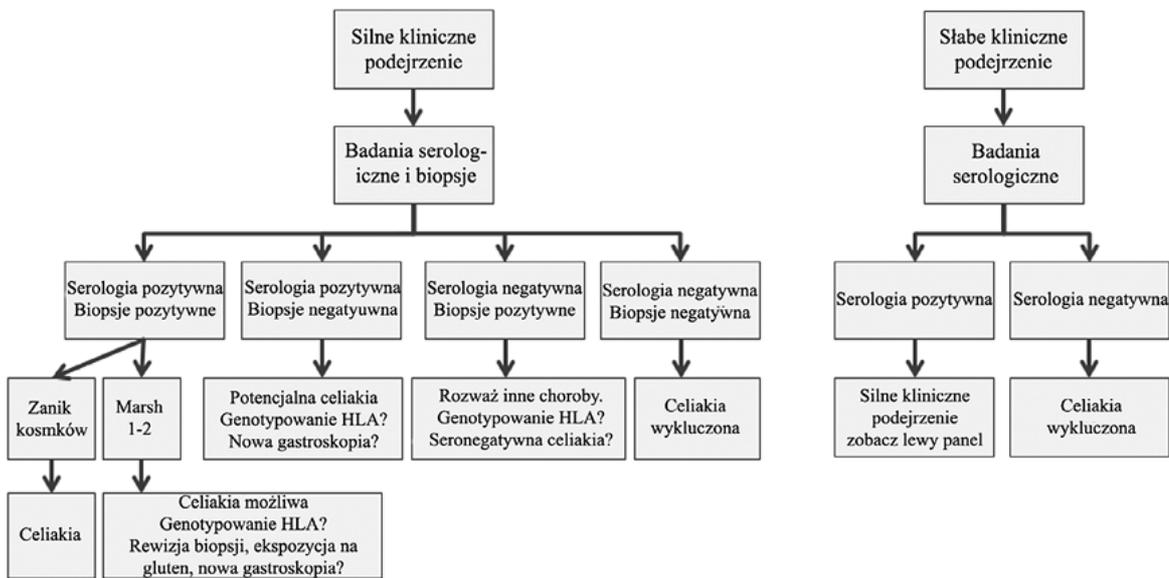 Silne kliniczne
podejrzenie
Badania serolog-
iczne i biopsje
Serologia pozytywna
Biopsje pozytywne
Serologia pozytywna
Biopsje negatyuwna
Serologia negatywna
Biopsje pozytywne
Serologia negatywna
Biopsje negatÿwna
Zanik
kosmków
Marsh
1-2
Potencjalna celiakia
Genotypowanie HLA?
Nowa gastroskopia?
Rozważ inne choroby.
Genotypowanie HLA?
Seronegatywna celiakia?
Celiakia
wykluczona
Celiakia
Celiakia możliwa
Genotypowanie HLA?
Rewizja biopsji, ekspozycja na
gluten, nowa gastroskopia?
Słabe kliniczne
podejrzenie
Badania
serologiczne
Serologia pozytywna
Serologia negatywna
Silne kliniczne
podejrzenie
zobacz lewy panel
Celiakia
wykluczona